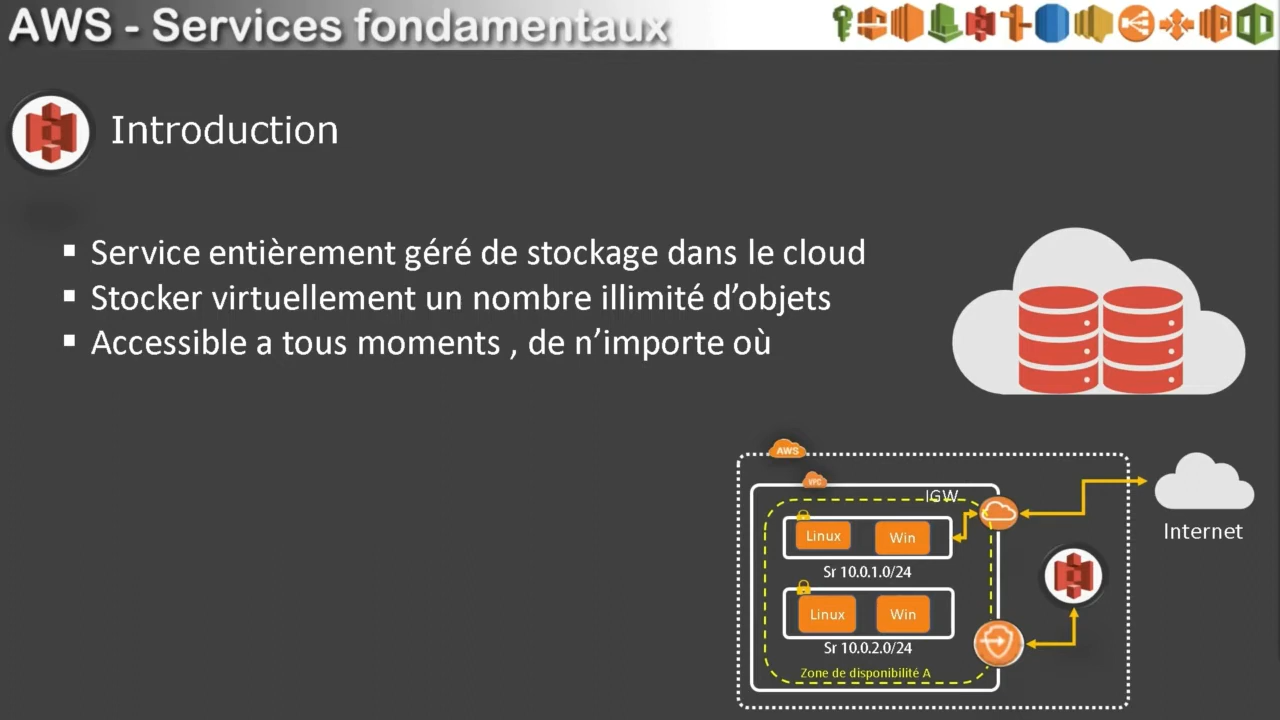 AWS - Services fondamentaux
Introduction
▪ Service entièrement géré de stockage dans le cloud
▪ Stocker virtuellement un nombre illimité d’objets
▪ Accessible a tous moments , de n’importe où
AWS
VPC
IGW
Linux Win
Sr 10.0.1.0/24
Linux Win
Sr 10.0.2.0/24
Zone de disponibilité A
Internet